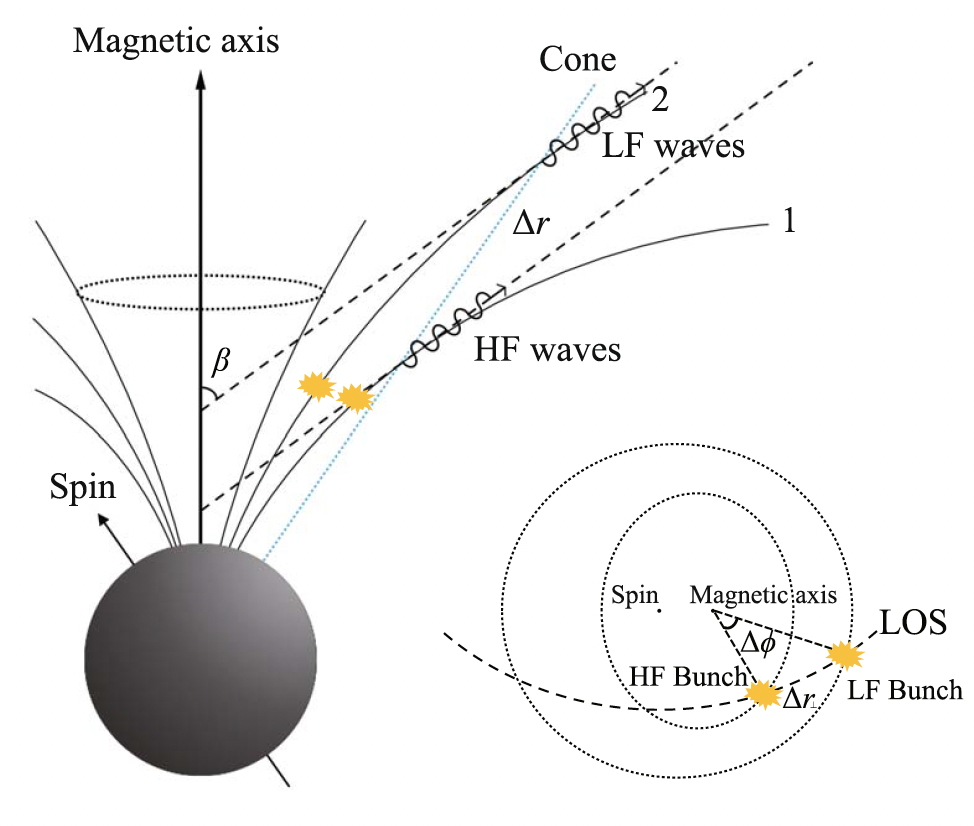 Magnetic axis
Cone
2
LF waves
Δr
1
HF waves
β
Spin
Spin
Magnetic axis
LOS
Δϕ
HF Bunch
LF Bunch
Δr⊥